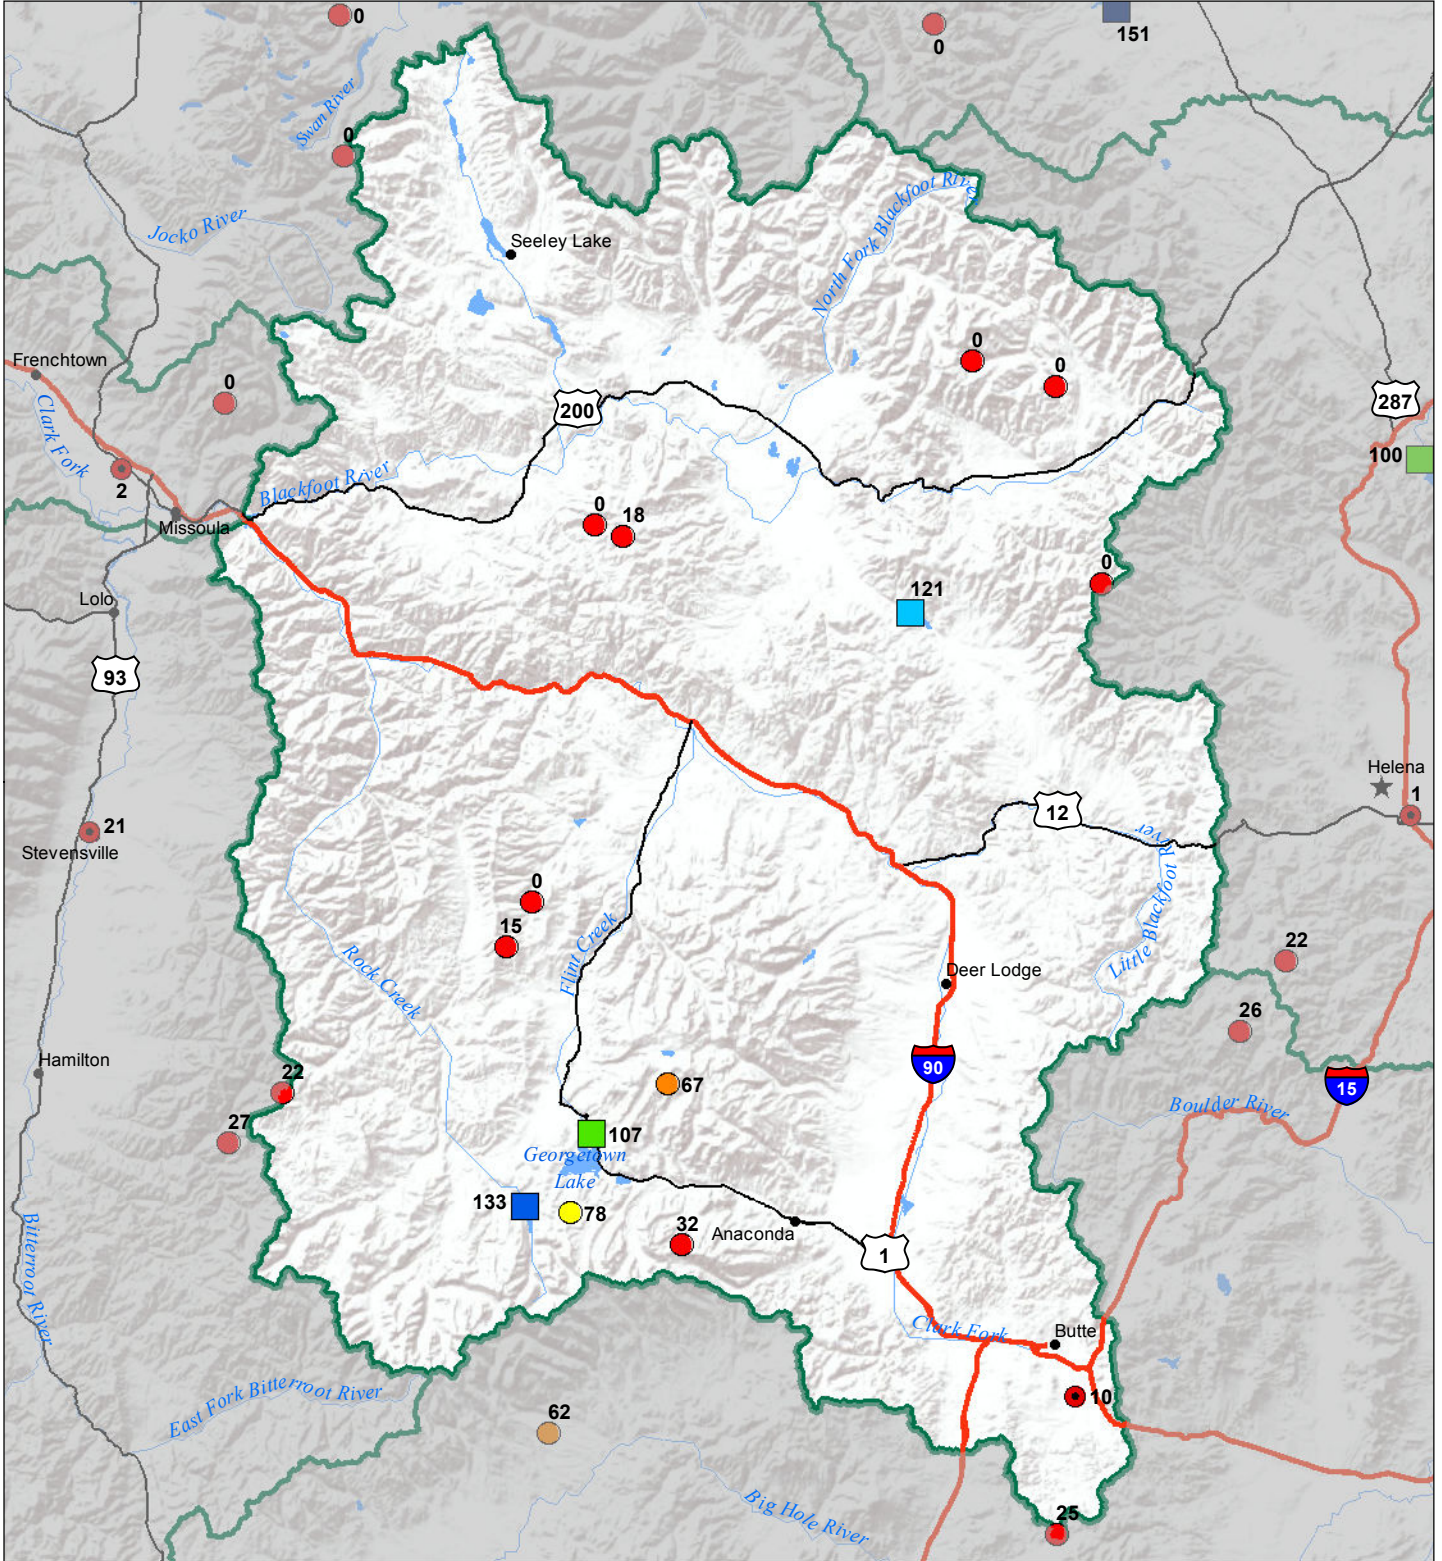 0
0
151
Swan River
0
Jocko River
North Fork Blackfoot River
Seeley Lake
0
0
Frenchtown
0
287
200
Clark Fork
100
Blackfoot River
2
0
18
Missoula
0
121
Lolo
93
Helena
1
12
21
Stevensville
Little Blackfoot River
0
15
Flint Creek
22
Rock Creek
Deer Lodge
26
Hamilton
90
22
67
15
Boulder River
27
107
Georgetown
Lake
133
78
32
Anaconda
1
Bitterroot River
Clark Fork
Butte
East Fork Bitterroot River
10
62
Big Hole River
25